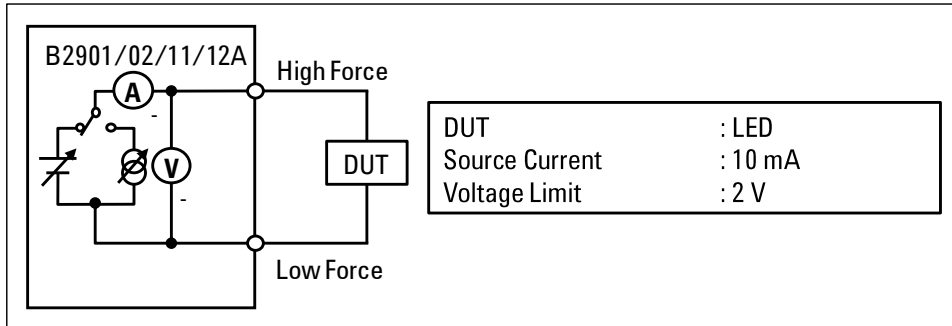 B2901/02/11/12A
High Force
A
-
V
-
DUT
Low Force
DUT : LED
Source Current : 10 mA
Voltage Limit : 2 V